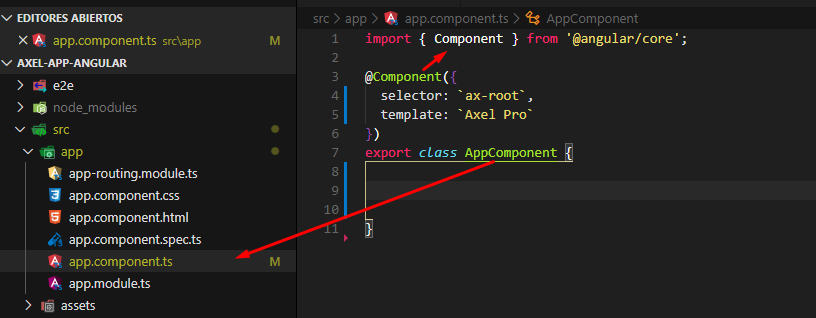 EDITORES ABIERTOS
app.component.ts src\app M
AXEL-APP-ANGULAR
e2e
node_modules
src
app
app-routing.module.ts
app.component.css
app.component.html
app.component.spec.ts
app.component.ts M
app.module.ts
assets
src > app > app.component.ts > AppComponent
1 import { Component } from '@angular/core';
2
3 @Component({
4 selector: `ax-root`,
5 template: `Axel Pro`
6 })
7 export class AppComponent {
8
9
10
11 }